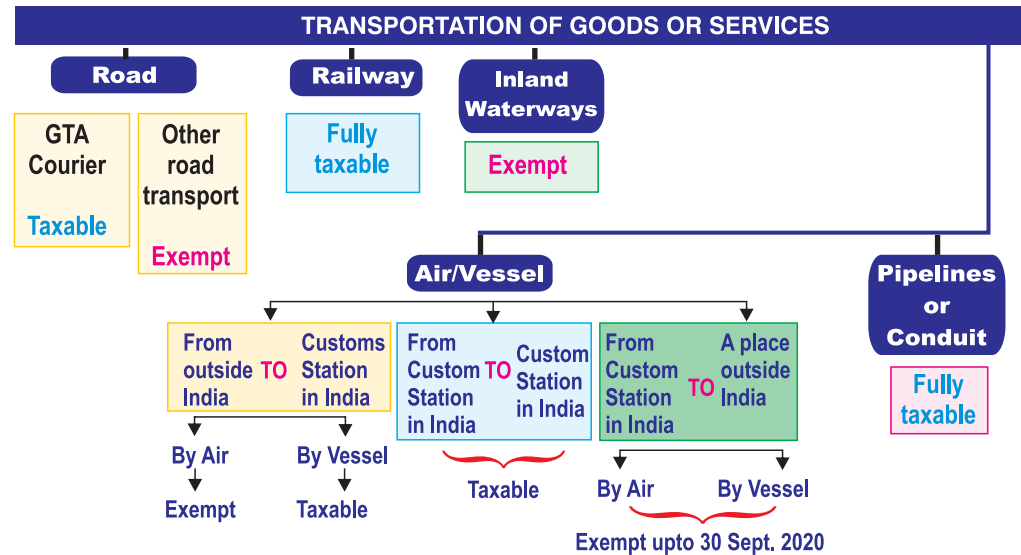 TRANSPORTATION OF GOODS OR SERVICES
Road
GTA
Courier
Taxable
Other
road
transport
Exempt
Railway
Fully
taxable
Inland
Waterways
Exempt
Air/Vessel
From
outside
India
TO
Customs
Station
in India
By Air
Exempt
By Vessel
Taxable
From
Custom
Station
in India
TO
Custom
Station
in India
Taxable
From
Custom
Station
in India
TO
A place
outside
India
By Air
By Vessel
Exempt upto 30 Sept. 2020
Pipelines
or
Conduit
Fully
taxable